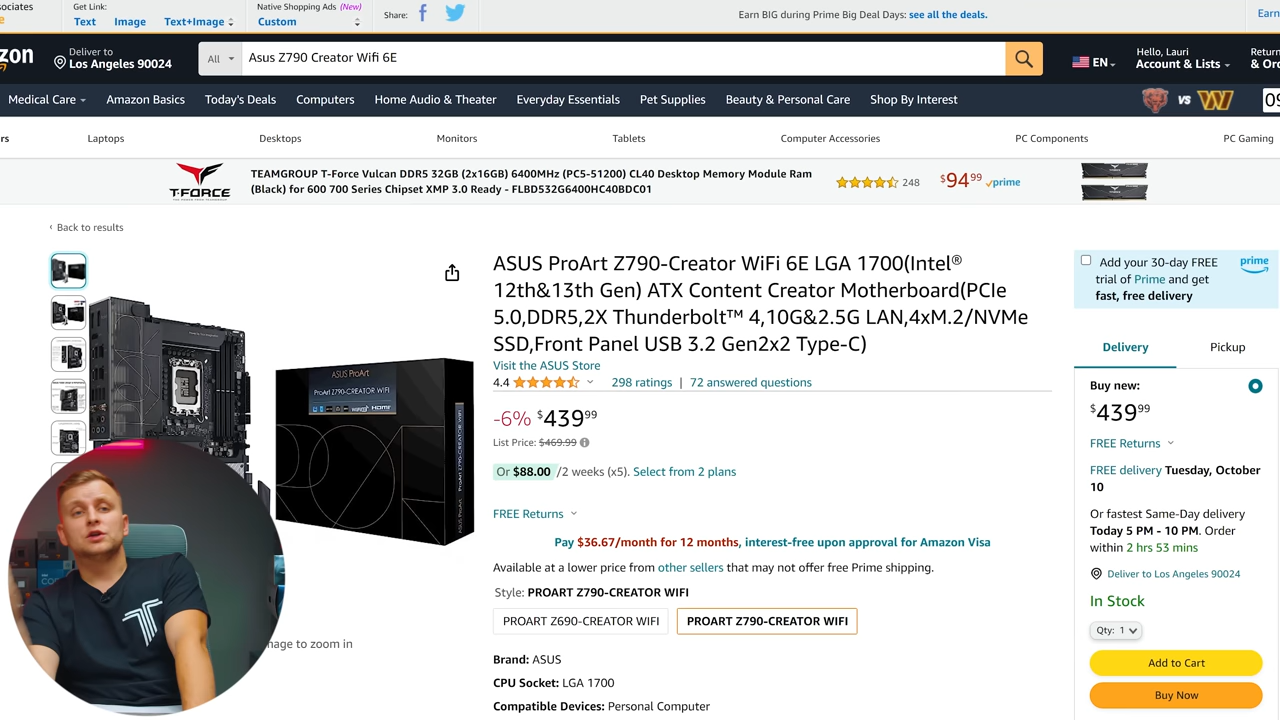 sociates
Get Link:
Native Shopping Ads (New)
Text Image Text+Image
Custom
Share:
Earn BIG during Prime Big Deal Days: see all the deals.
Earn
zon
Deliver to
Los Angeles 90024
All
Asus Z790 Creator Wifi 6E
EN
Hello, Lauri
Account & Lists
Retur
& Or
Medical Care
Amazon Basics
Today's Deals
Computers
Home Audio & Theater
Everyday Essentials
Pet Supplies
Beauty & Personal Care
Shop By Interest
VS
09
rs
Laptops
Desktops
Monitors
Tablets
Computer Accessories
PC Components
PC Gaming
T-FORCE
TEAMGROUP T-Force Vulcan DDR5 32GB (2x16GB) 6400MHz (PC5-51200) CL40 Desktop Memory Module Ram
(Black) for 600 700 Series Chipset XMP 3.0 Ready - FLBD532G6400HC40BDC01
248
$94.99 prime
‹ Back to results
ASUS ProArt Z790-Creator WiFi 6E LGA 1700(Intel®
12th&13th Gen) ATX Content Creator Motherboard(PCIe
5.0,DDR5,2X Thunderbolt™ 4,10G&2.5G LAN,4xM.2/NVMe
SSD,Front Panel USB 3.2 Gen2x2 Type-C)
Visit the ASUS Store
4.4
298 ratings | 72 answered questions
-6% $439.99
List Price: $469.99
Or $88.00 /2 weeks (x5). Select from 2 plans
FREE Returns
Pay $36.67/month for 12 months, interest-free upon approval for Amazon Visa
Available at a lower price from other sellers that may not offer free Prime shipping.
Style: PROART Z790-CREATOR WIFI
PROART Z690-CREATOR WIFI
PROART Z790-CREATOR WIFI
Brand: ASUS
CPU Socket: LGA 1700
Compatible Devices: Personal Computer
ASUS ProArt
ProArt Z790-CREATOR WIFI
HDMI
ProArt Z790-CREATOR WIFI
mage to zoom in
Add your 30-day FREE
trial of Prime and get
fast, free delivery
prime
Delivery
Pickup
Buy new:
$439.99
FREE Returns
FREE delivery Tuesday, October
10
Or fastest Same-Day delivery
Today 5 PM - 10 PM. Order
within 2 hrs 53 mins
Deliver to Los Angeles 90024
In Stock
Qty: 1
Add to Cart
Buy Now